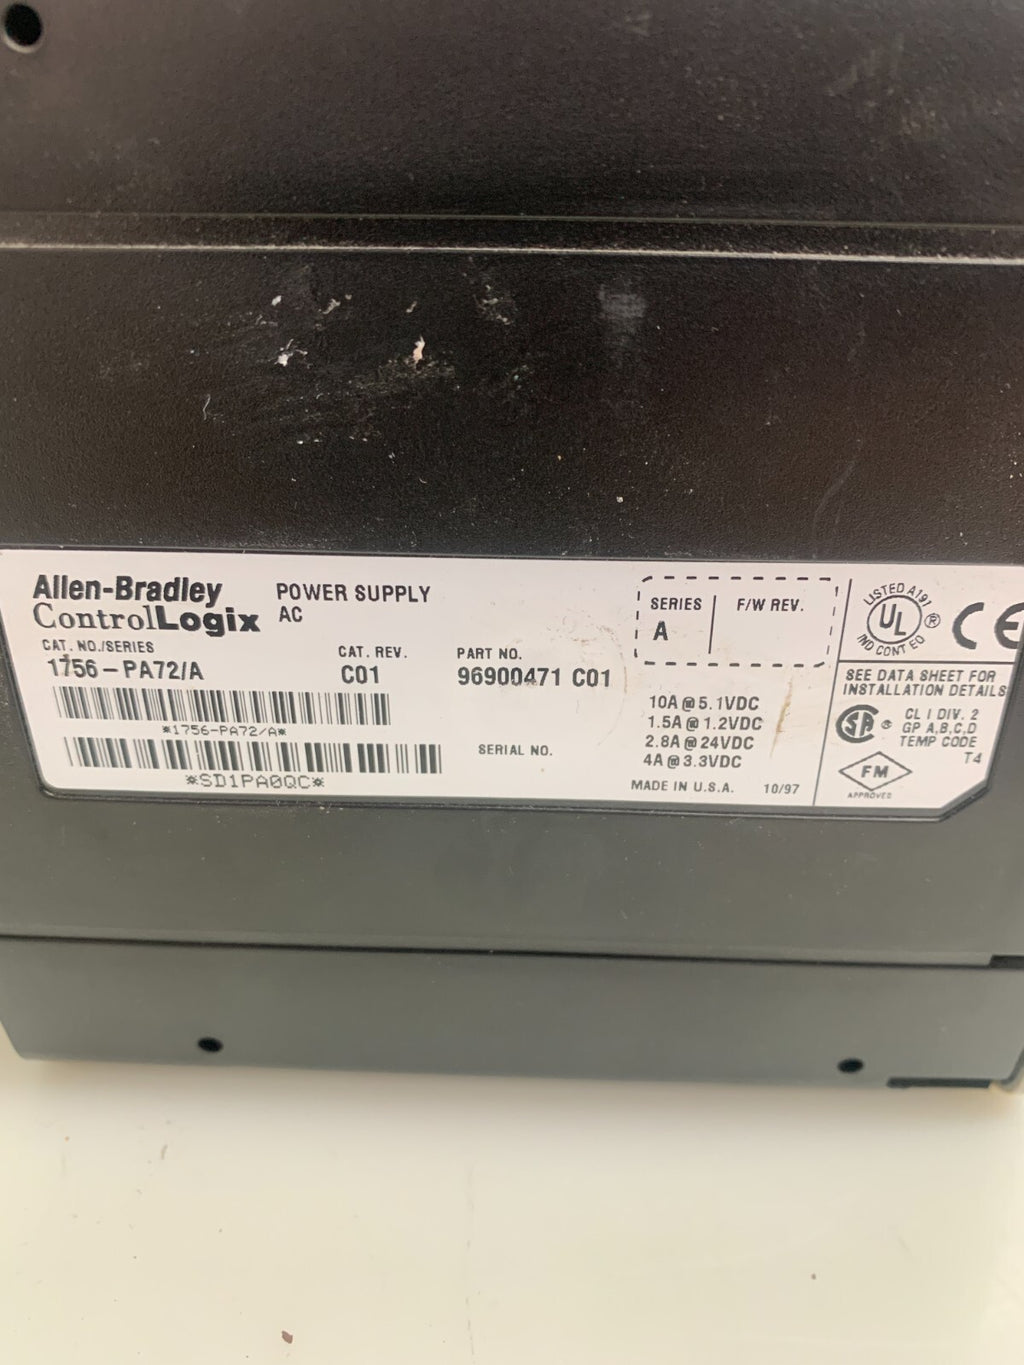 Allen-Bradley
ControlLogix
POWER SUPPLY
AC
CAT. NO./SERIES
1756-PA72/A
CAT. REV.
C01
PART NO.
96900471 C01
*1756-PA72/A*
*SD1PA0QC*
SERIAL NO.
SERIES
A
F/W REV.
10A@5.1VDC
1.5A@1.2VDC
2.8A@24VDC
4A@3.3VDC
MADE IN U.S.A. 10/97
LISTED A191
UL ®
IND CONT EQ
CE
SEE DATA SHEET FOR
INSTALLATION DETAILS
SA ®
CL I DIV. 2
GP A,B,C,D
TEMP CODE
T4
FM
APPROVED